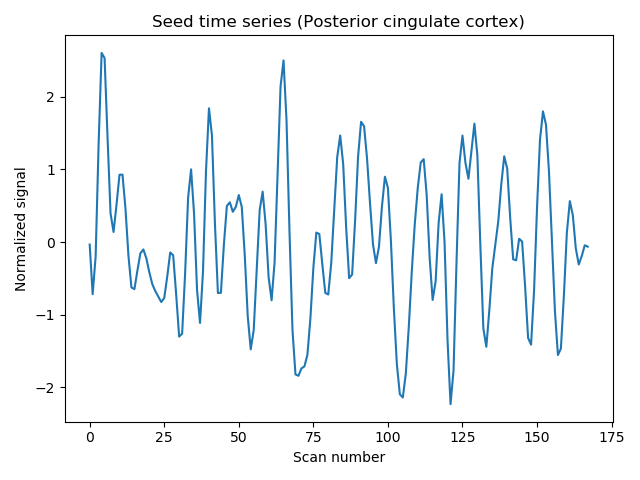 Seed time series (Posterior cingulate cortex)
Normalized signal
2
1
0
−1
−2
0 25 50 75 100 125 150 175
Scan number